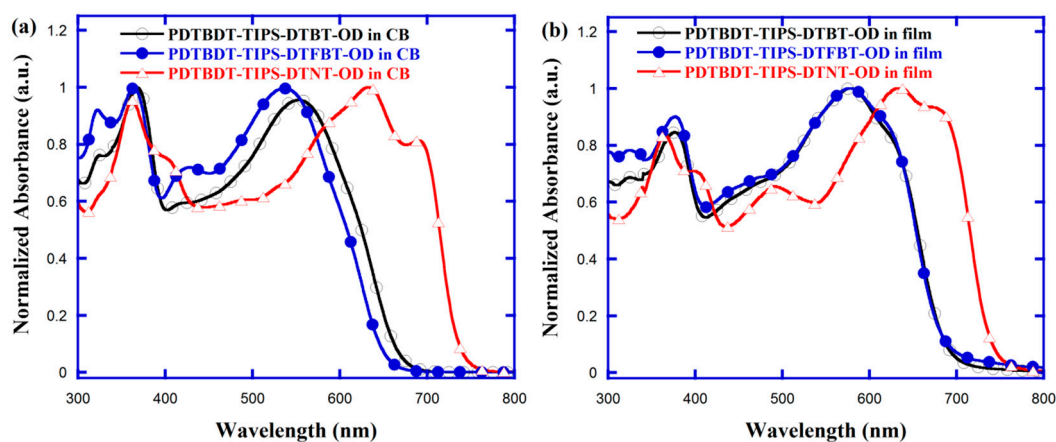 (a)
PDTBDT-TIPS-DTBT-OD in CB
PDTBDT-TIPS-DTFBT-OD in CB
PDTBDT-TIPS-DTNT-OD in CB
Normalized Absorbance (a.u.)
1.2
1
0.8
0.6
0.4
0.2
0
300 400 500 600 700 800
Wavelength (nm)
(b)
PDTBDT-TIPS-DTBT-OD in film
PDTBDT-TIPS-DTFBT-OD in film
PDTBDT-TIPS-DTNT-OD in film
Normalized Absorbance (a.u.)
1.2
1
0.8
0.6
0.4
0.2
0
300 400 500 600 700 800
Wavelength (nm)